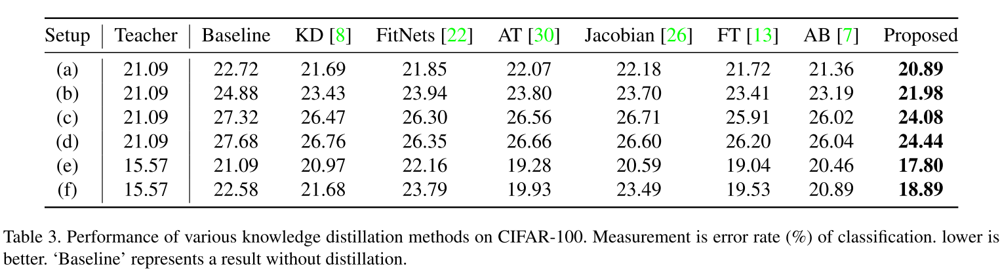 Setup Teacher Baseline KD [8] FitNets [22] AT [30] Jacobian [26] FT [13] AB [7] Proposed
(a) 21.09 22.72 21.69 21.85 22.07 22.18 21.72 21.36 20.89
(b) 21.09 24.88 23.43 23.94 23.80 23.70 23.41 23.19 21.98
(c) 21.09 27.32 26.47 26.30 26.56 26.71 25.91 26.02 24.08
(d) 21.09 27.68 26.76 26.35 26.66 26.60 26.20 26.04 24.44
(e) 15.57 21.09 20.97 22.16 19.28 20.59 19.04 20.46 17.80
(f) 15.57 22.58 21.68 23.79 19.93 23.49 19.53 20.89 18.89
Table 3. Performance of various knowledge distillation methods on CIFAR-100. Measurement is error rate (%) of classification. lower is
better. ‘Baseline’ represents a result without distillation.